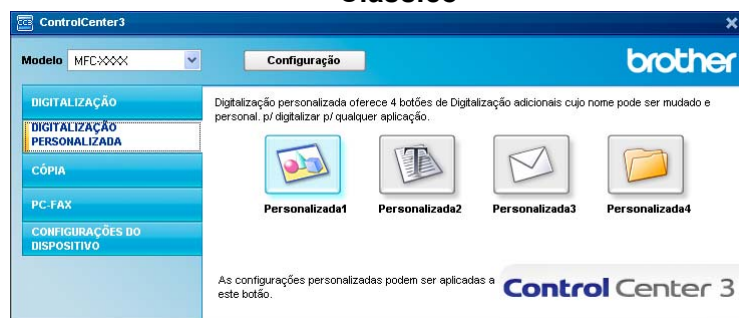 ControlCenter3
Modelo MFC-XXXX Configuração
brother
DIGITALIZAÇÃO
DIGITALIZAÇÃO
PERSONALIZADA
CÓPIA
PC-FAX
CONFIGURAÇÕES DO
DISPOSITIVO
Digitalização personalizada oferece 4 botões de Digitalização adicionais cujo nome pode ser mudado e
personal. p/ digitalizar p/ qualquer aplicação.
Personalizada1 Personalizada2 Personalizada3 Personalizada4
As configurações personalizadas podem ser aplicadas a
este botão.
Control Center 3